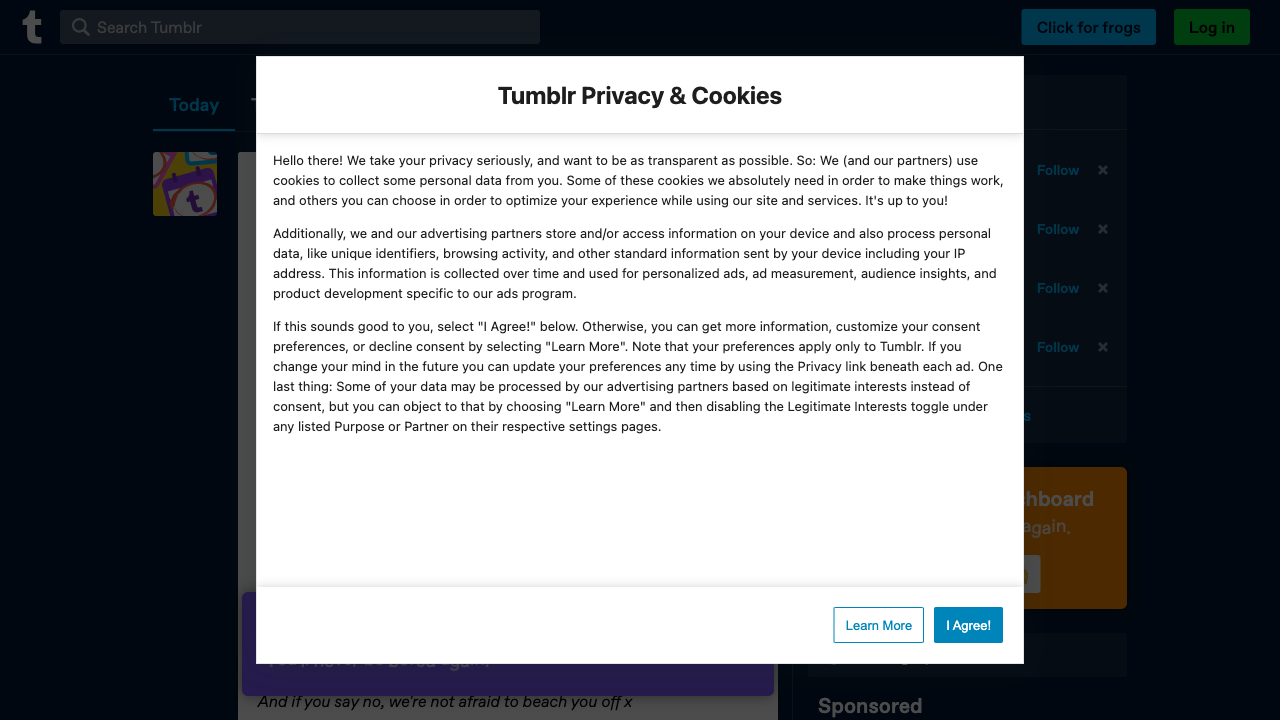 t
Search Tumblr
Click for frogs
Log in
Today
Tumblr Privacy & Cookies
Hello there! We take your privacy seriously, and want to be as transparent as possible. So: We (and our partners) use
cookies to collect some personal data from you. Some of these cookies we absolutely need in order to make things work,
and others you can choose in order to optimize your experience while using our site and services. It's up to you!
Additionally, we and our advertising partners store and/or access information on your device and also process personal
data, like unique identifiers, browsing activity, and other standard information sent by your device including your IP
address. This information is collected over time and used for personalized ads, ad measurement, audience insights, and
product development specific to our ads program.
If this sounds good to you, select "I Agree!" below. Otherwise, you can get more information, customize your consent
preferences, or decline consent by selecting "Learn More". Note that your preferences apply only to Tumblr. If you
change your mind in the future you can update your preferences any time by using the Privacy link beneath each ad. One
last thing: Some of your data may be processed by our advertising partners based on legitimate interests instead of
consent, but you can object to that by choosing "Learn More" and then disabling the Legitimate Interests toggle under
any listed Purpose or Partner on their respective settings pages.
Learn More
I Agree!
Follow
Follow
Follow
Follow
again.
And if you say no, we're not afraid to beach you off x
Sponsored